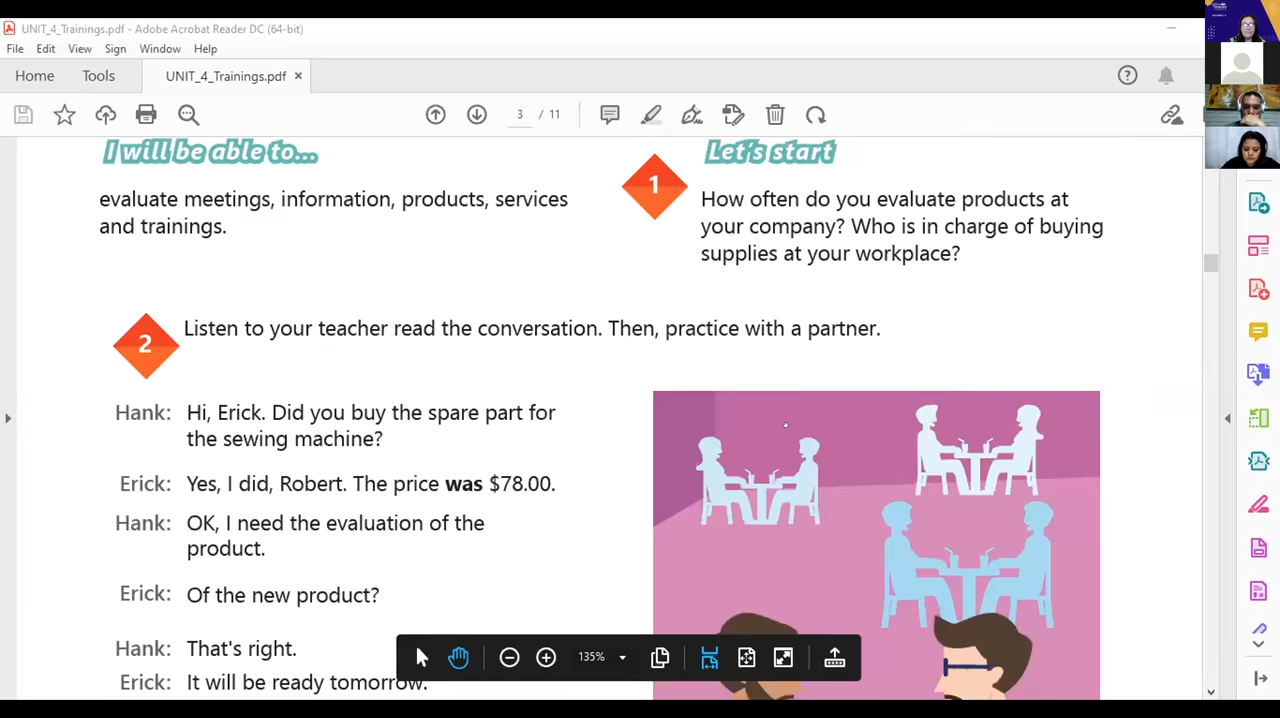 UNIT_4_Trainings.pdf - Adobe Acrobat Reader DC (64-bit)
File Edit View Sign Window Help
Home Tools UNIT_4_Trainings.pdf ×
3 / 11
I will be able to...
evaluate meetings, information, products, services
and trainings.
Let's start
1
How often do you evaluate products at
your company? Who is in charge of buying
supplies at your workplace?
2
Listen to your teacher read the conversation. Then, practice with a partner.
Hank: Hi, Erick. Did you buy the spare part for
the sewing machine?
Erick: Yes, I did, Robert. The price was $78.00.
Hank: OK, I need the evaluation of the
product.
Erick: Of the new product?
Hank: That's right.
Erick: It will be ready tomorrow.
135%